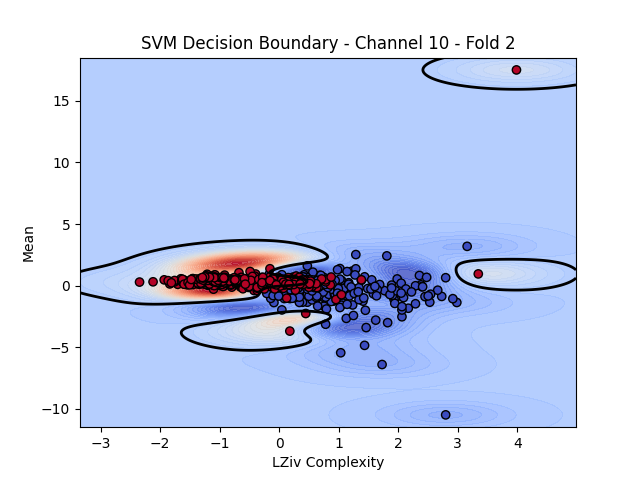 SVM Decision Boundary - Channel 10 - Fold 2
Mean
15
10
5
0
−5
−10
−3 −2 −1 0 1 2 3 4
LZiv Complexity